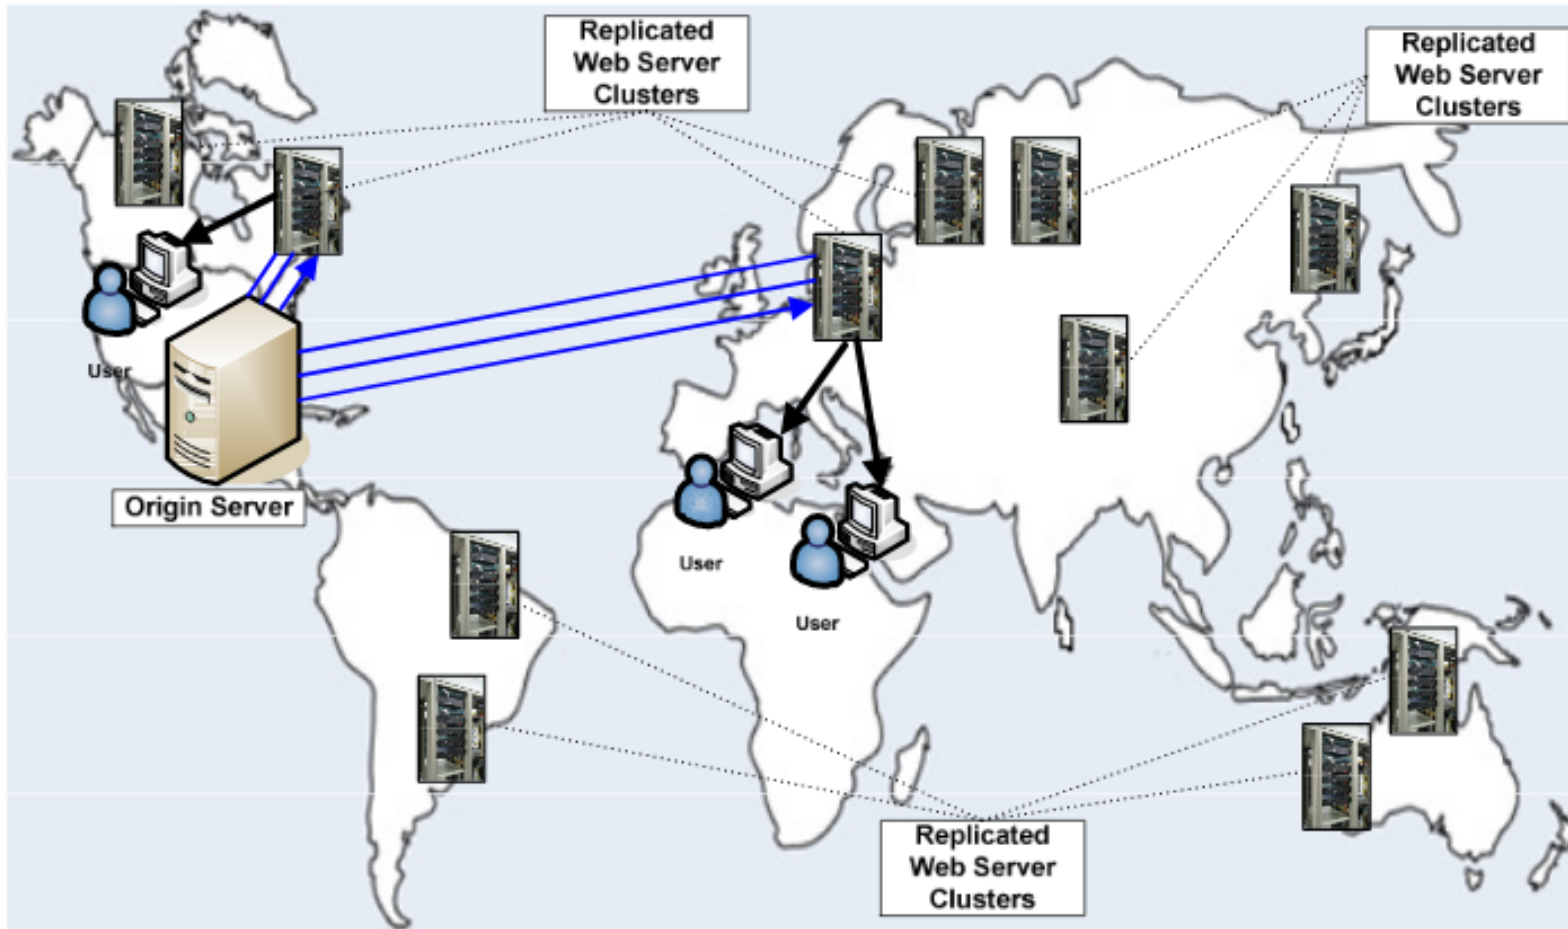 Replicated
Web Server
Clusters
Replicated
Web Server
Clusters
User
Origin Server
User
User
Replicated
Web Server
Clusters